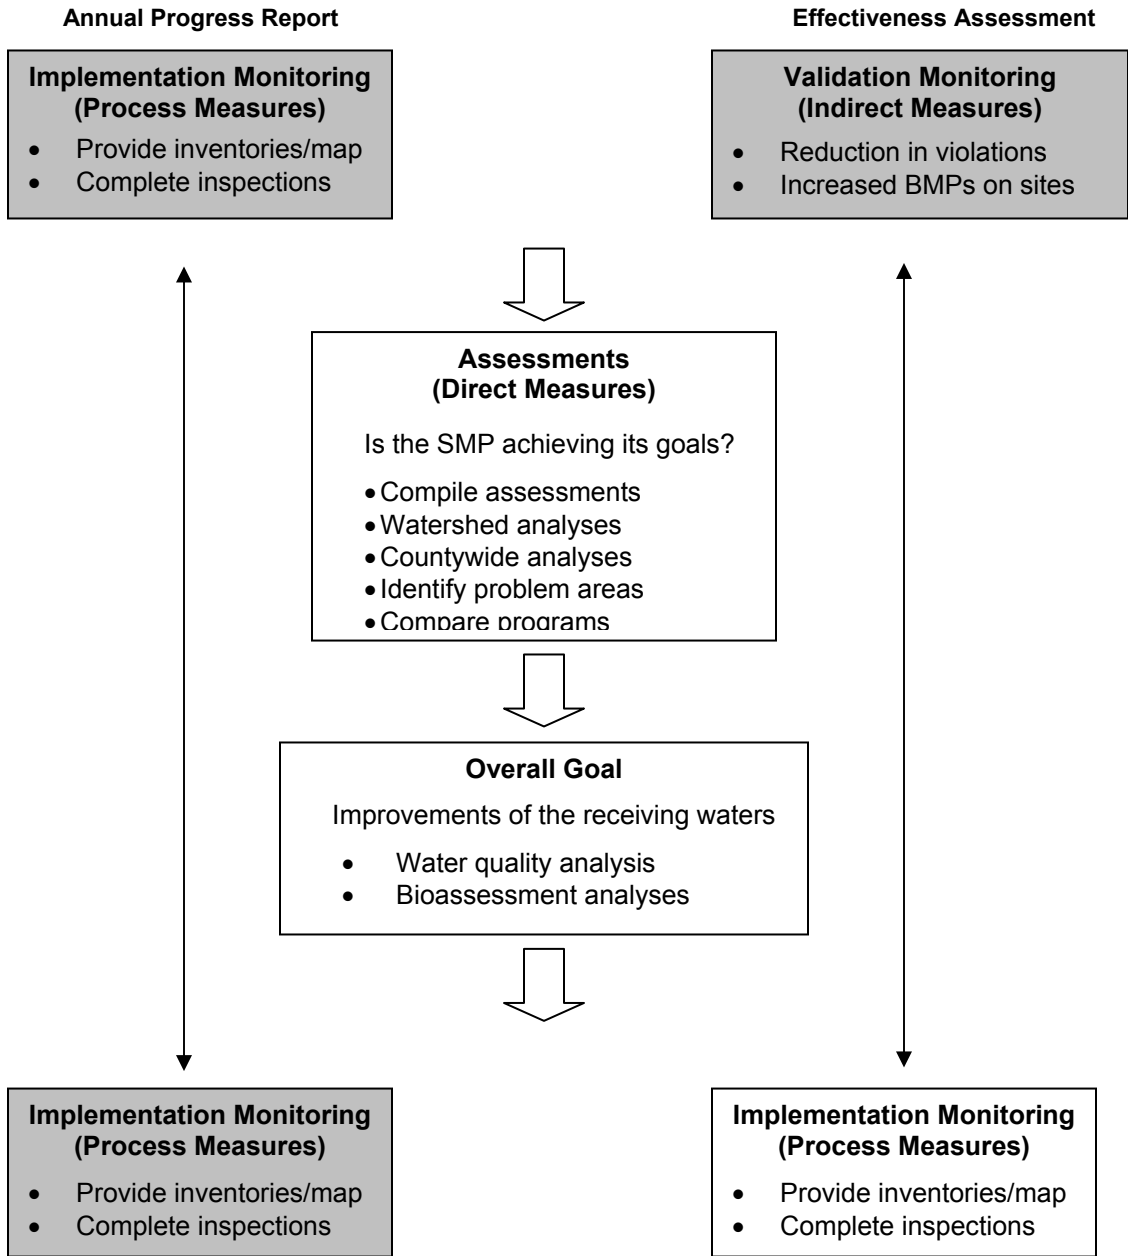 Annual Progress Report
Effectiveness Assessment
Implementation Monitoring
(Process Measures)
• Provide inventories/map
• Complete inspections
Validation Monitoring
(Indirect Measures)
• Reduction in violations
• Increased BMPs on sites
Assessments
(Direct Measures)
Is the SMP achieving its goals?
• Compile assessments
• Watershed analyses
• Countywide analyses
• Identify problem areas
• Compare programs
Overall Goal
Improvements of the receiving waters
• Water quality analysis
• Bioassessment analyses
Implementation Monitoring
(Process Measures)
• Provide inventories/map
• Complete inspections
Implementation Monitoring
(Process Measures)
• Provide inventories/map
• Complete inspections